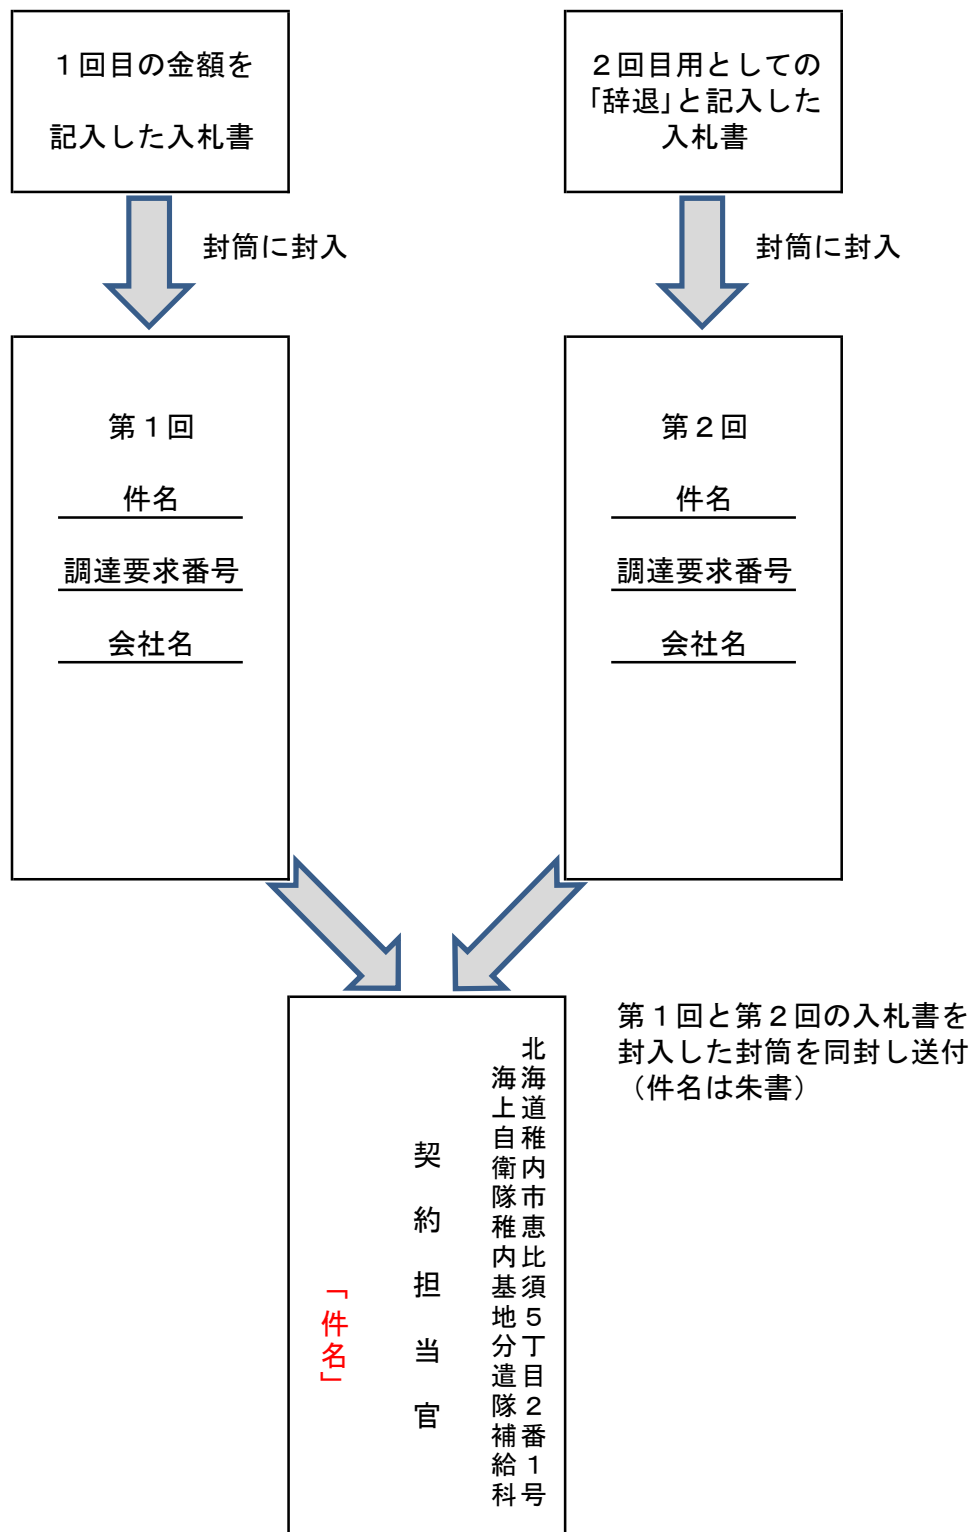 １回目の金額を
記入した入札書
２回目用としての
「辞退」と記入した
入札書
封筒に封入
封筒に封入
第１回
件名
調達要求番号
会社名
第２回
件名
調達要求番号
会社名
第１回と第２回の入札書を
封入した封筒を同封し送付
（件名は朱書）
北海道稚内市恵比須５丁目２番１号
海上自衛隊稚内基地分遣隊補給科
契約担当官
「件名」